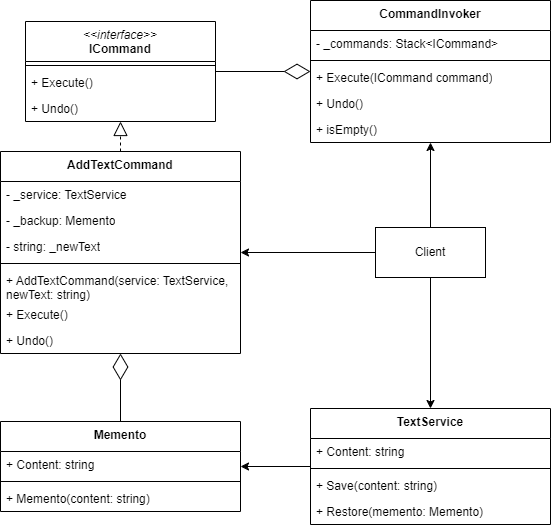 <<interface>>
ICommand
+ Execute()
+ Undo()
CommandInvoker
- _commands: Stack<ICommand>
+ Execute(ICommand command)
+ Undo()
+ isEmpty()
AddTextCommand
- _service: TextService
- _backup: Memento
- string: _newText
+ AddTextCommand(service: TextService,
newText: string)
+ Execute()
+ Undo()
Client
Memento
+ Content: string
+ Memento(content: string)
TextService
+ Content: string
+ Save(content: string)
+ Restore(memento: Memento)